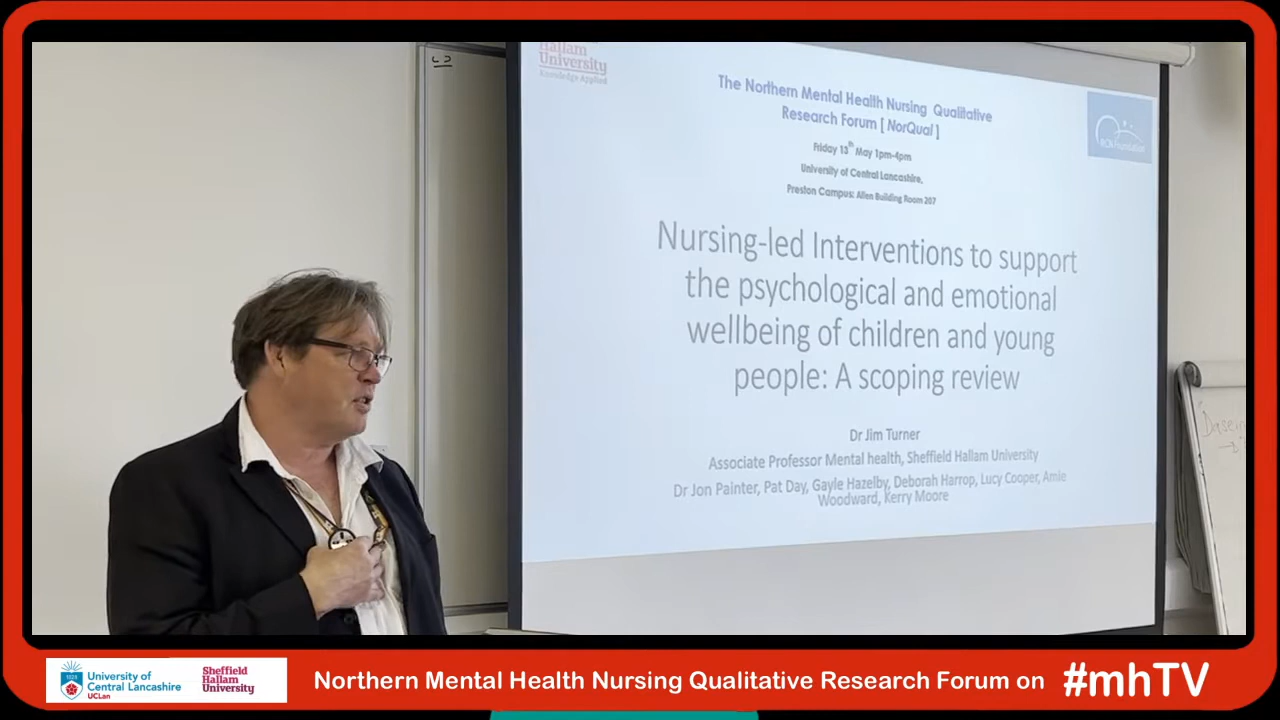 Hallam
University
Knowledge Applied
The Northern Mental Health Nursing Qualitative
Research Forum [ NorQual ]
Friday 13th May 1pm-4pm
University of Central Lancashire,
Preston Campus: Allen Building Room 207
RCN Foundation
Nursing-led Interventions to support
the psychological and emotional
wellbeing of children and young
people: A scoping review
Dr Jim Turner
Associate Professor Mental health, Sheffield Hallam University
Dr Jon Painter, Pat Day, Gayle Hazelby, Deborah Harrop, Lucy Cooper, Amie
Woodward, Kerry Moore
University of
Central Lancashire
UCLan
Sheffield
Hallam
University
Northern Mental Health Nursing Qualitative Research Forum on #mhTV